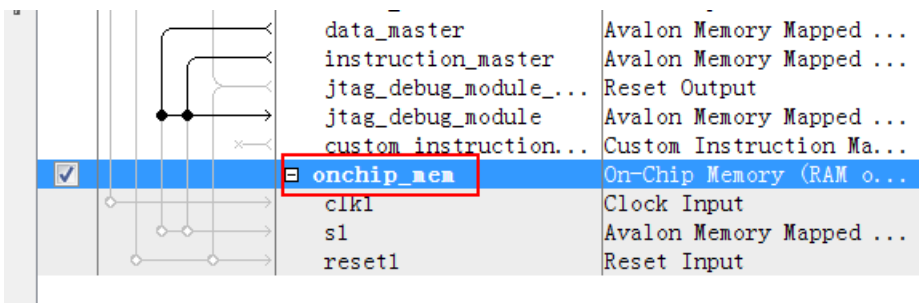 data_master Avalon Memory Mapped ...
instruction_master Avalon Memory Mapped ...
jtag_debug_module_... Reset Output
jtag_debug_module Avalon Memory Mapped ...
custom_instruction... Custom Instruction Ma...
onchip_mem On-Chip Memory (RAM o...
clk1 Clock Input
s1 Avalon Memory Mapped ...
reset1 Reset Input